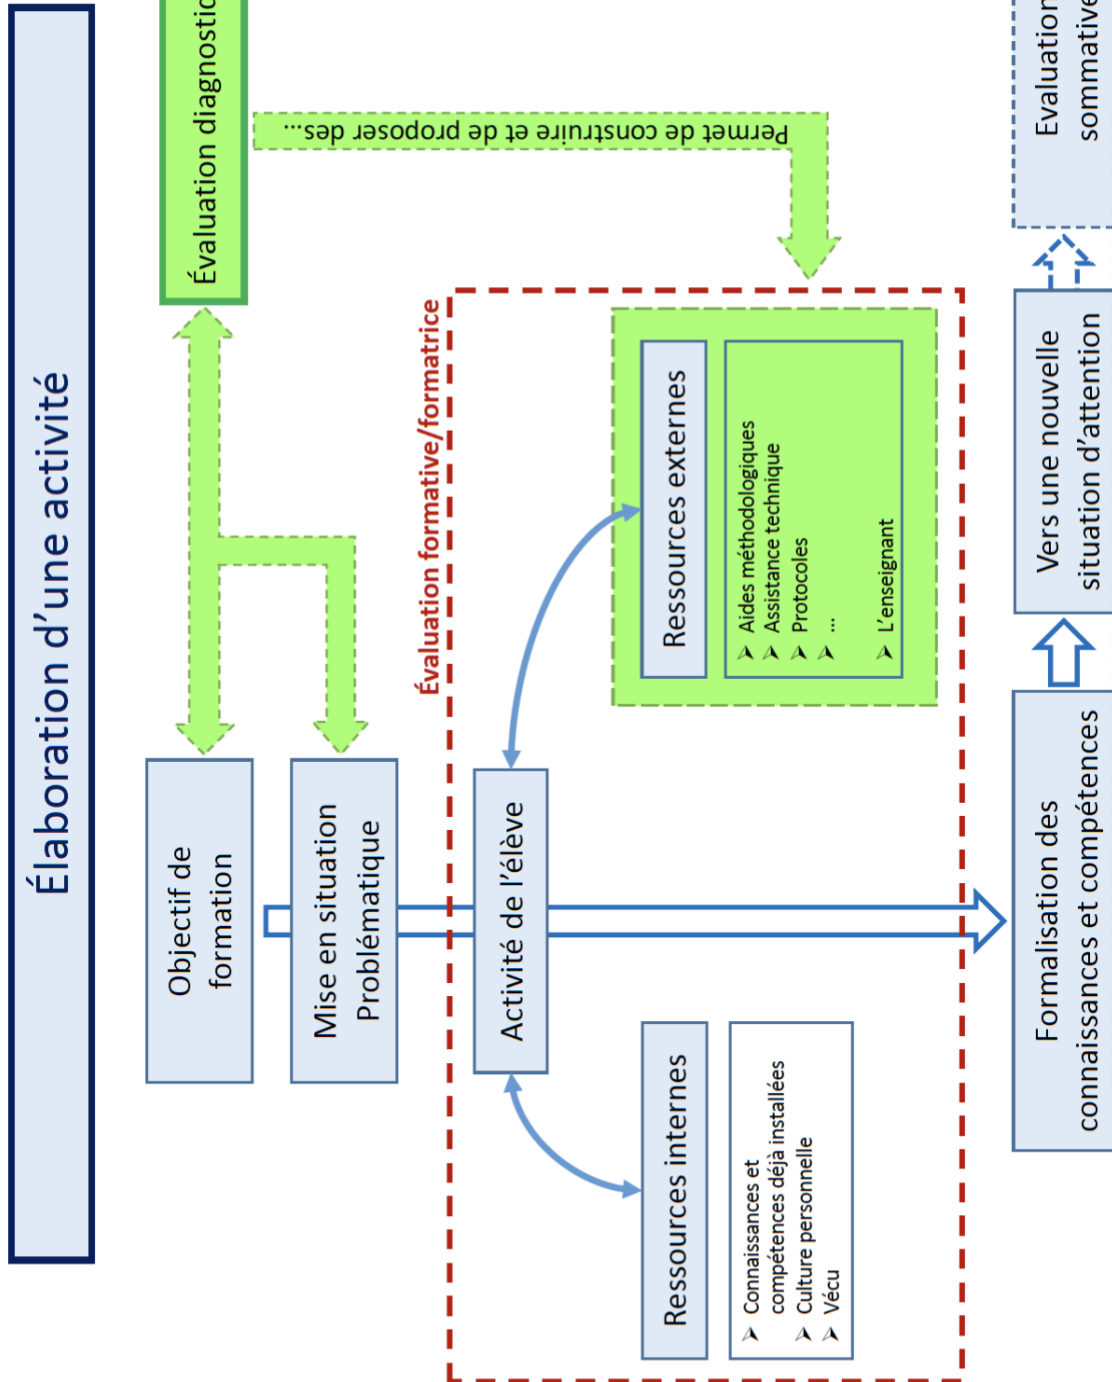 Élaboration d’une activité
Objectif de
formation
Évaluation diagnostic
Mise en situation
Problématique
Permet de construire et de proposer des...
Évaluation formative/formatrice
Activité de l’élève
Ressources internes
➢ Connaissances et
compétences déjà installées
➢ Culture personnelle
➢ Vécu
Ressources externes
➢ Aides méthodologiques
➢ Assistance technique
➢ Protocoles
➢ ...
➢ L’enseignant
Formalisation des
connaissances et compétences
Vers une nouvelle
situation d’attention
Evaluation
sommative